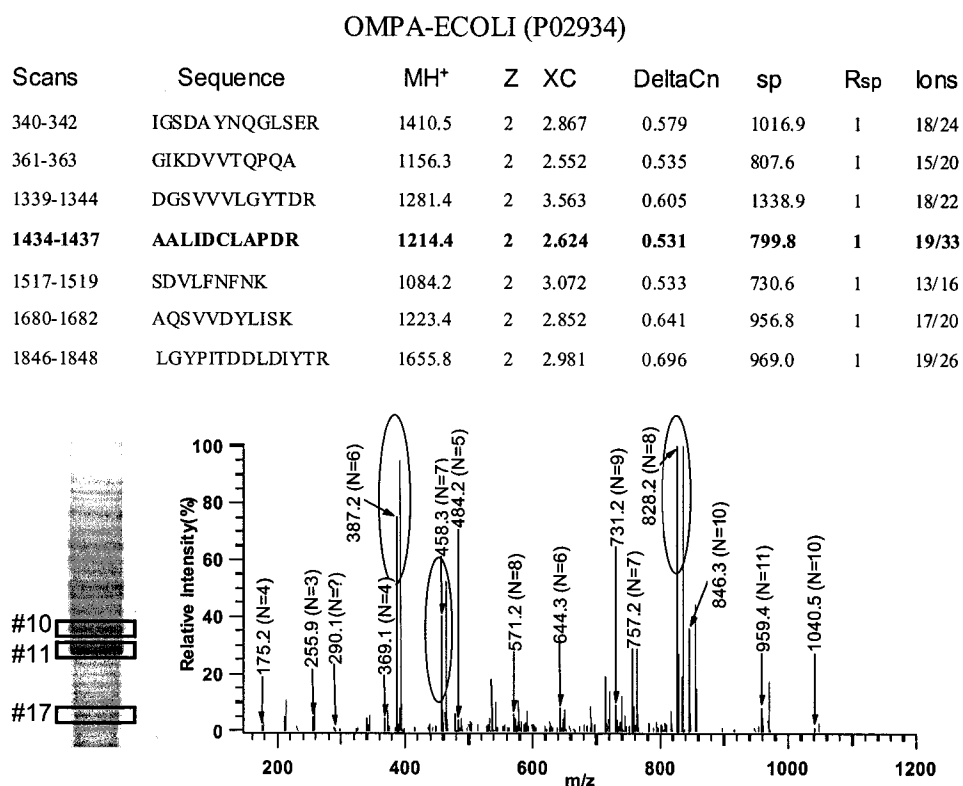 OMPA-ECOLI (P02934)
Scans Sequence MH+ Z XC DeltaCn sp Rsp Ions
340-342 IGSDAYNQGLSER 1410.5 2 2.867 0.579 1016.9 1 18/24
361-363 GIKDVVTQPQA 1156.3 2 2.552 0.535 807.6 1 15/20
1339-1344 DGSVVVLGYTDR 1281.4 2 3.563 0.605 1338.9 1 18/22
1434-1437 AALIDCLAPDR 1214.4 2 2.624 0.531 799.8 1 19/33
1517-1519 SDVLFNFNK 1084.2 2 3.072 0.533 730.6 1 13/16
1680-1682 AQSVVDYLISK 1223.4 2 2.852 0.641 956.8 1 17/20
1846-1848 LGYPITDDLDIYTR 1655.8 2 2.981 0.696 969.0 1 19/26
#10
#11
#17
Relative Intensity(%)
100
80
60
40
20
0
175.2 (N=4)
255.9 (N=3)
290.1(N=?)
387.2 (N=6)
369.1 (N=4)
458.3 (N=7)
484.2 (N=5)
571.2 (N=8)
644.3 (N=6)
731.2 (N=9)
757.2 (N=7)
828.2 (N=8)
846.3 (N=10)
959.4 (N=11)
1040.5 (N=10)
200 400 600 800 1000 1200
m/z